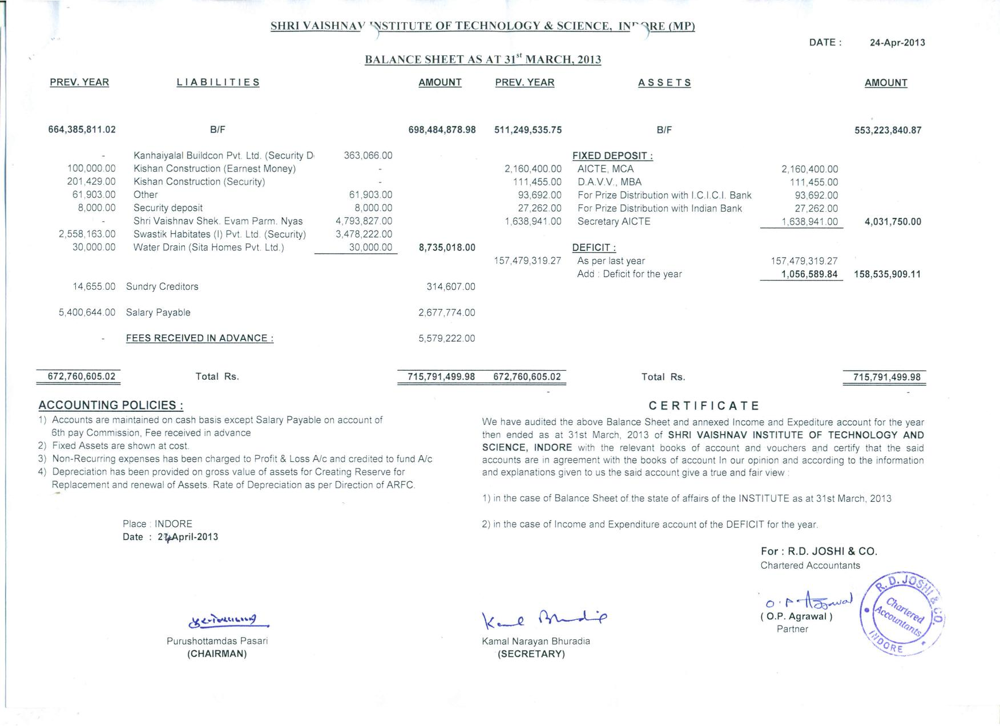 SHRI VAISHNAV INSTITUTE OF TECHNOLOGY & SCIENCE, INDORE (MP)
DATE : 24-Apr-2013
BALANCE SHEET AS AT 31st MARCH, 2013
PREV. YEAR LIABILITIES AMOUNT PREV. YEAR ASSETS AMOUNT
664,385,811.02 B/F 698,484,878.98 511,249,535.75 B/F 553,223,840.87
- Kanhaiyalal Buildcon Pvt. Ltd. (Security D 363,066.00 FIXED DEPOSIT :
100,000.00 Kishan Construction (Earnest Money) - 2,160,400.00 AICTE, MCA 2,160,400.00
201,429.00 Kishan Construction (Security) - 111,455.00 D.A.V.V., MBA 111,455.00
61,903.00 Other 61,903.00 93,692.00 For Prize Distribution with I.C.I.C.I. Bank 93,692.00
8,000.00 Security deposit 8,000.00 27,262.00 For Prize Distribution with Indian Bank 27,262.00
- Shri Vaishnav Shek. Evam Parm. Nyas 4,793,827.00 1,638,941.00 Secretary AICTE 1,638,941.00 4,031,750.00
2,558,163.00 Swastik Habitates (I) Pvt. Ltd. (Security) 3,478,222.00
30,000.00 Water Drain (Sita Homes Pvt. Ltd.) 30,000.00 8,735,018.00 DEFICIT :
157,479,319.27 As per last year 157,479,319.27
Add : Deficit for the year 1,056,589.84 158,535,909.11
14,655.00 Sundry Creditors 314,607.00
5,400,644.00 Salary Payable 2,677,774.00
- FEES RECEIVED IN ADVANCE : 5,579,222.00
672,760,605.02 Total Rs. 715,791,499.98 672,760,605.02 Total Rs. 715,791,499.98
- -
ACCOUNTING POLICIES :
1) Accounts are maintained on cash basis except Salary Payable on account of
6th pay Commission, Fee received in advance
2) Fixed Assets are shown at cost.
3) Non-Recurring expenses has been charged to Profit & Loss A/c and credited to fund A/c
4) Depreciation has been provided on gross value of assets for Creating Reserve for
Replacement and renewal of Assets. Rate of Depreciation as per Direction of ARFC.
Place : INDORE
Date : 24April-2013
CERTIFICATE
We have audited the above Balance Sheet and annexed Income and Expediture account for the year
then ended as at 31st March, 2013 of SHRI VAISHNAV INSTITUTE OF TECHNOLOGY AND
SCIENCE, INDORE with the relevant books of account and vouchers and certify that the said
accounts are in agreement with the books of account In our opinion and according to the information
and explanations given to us the said account give a true and fair view :
1) in the case of Balance Sheet of the state of affairs of the INSTITUTE as at 31st March, 2013
2) in the case of Income and Expenditure account of the DEFICIT for the year.
For : R.D. JOSHI & CO.
Chartered Accountants
O.P Aggrawal
( O.P. Agrawal )
Partner
R.D. JOSHI & CO.
Chartered
Accountants
INDORE
Purushottamdas Pasari
(CHAIRMAN)
Kamal Narayan Bhuradia
(SECRETARY)